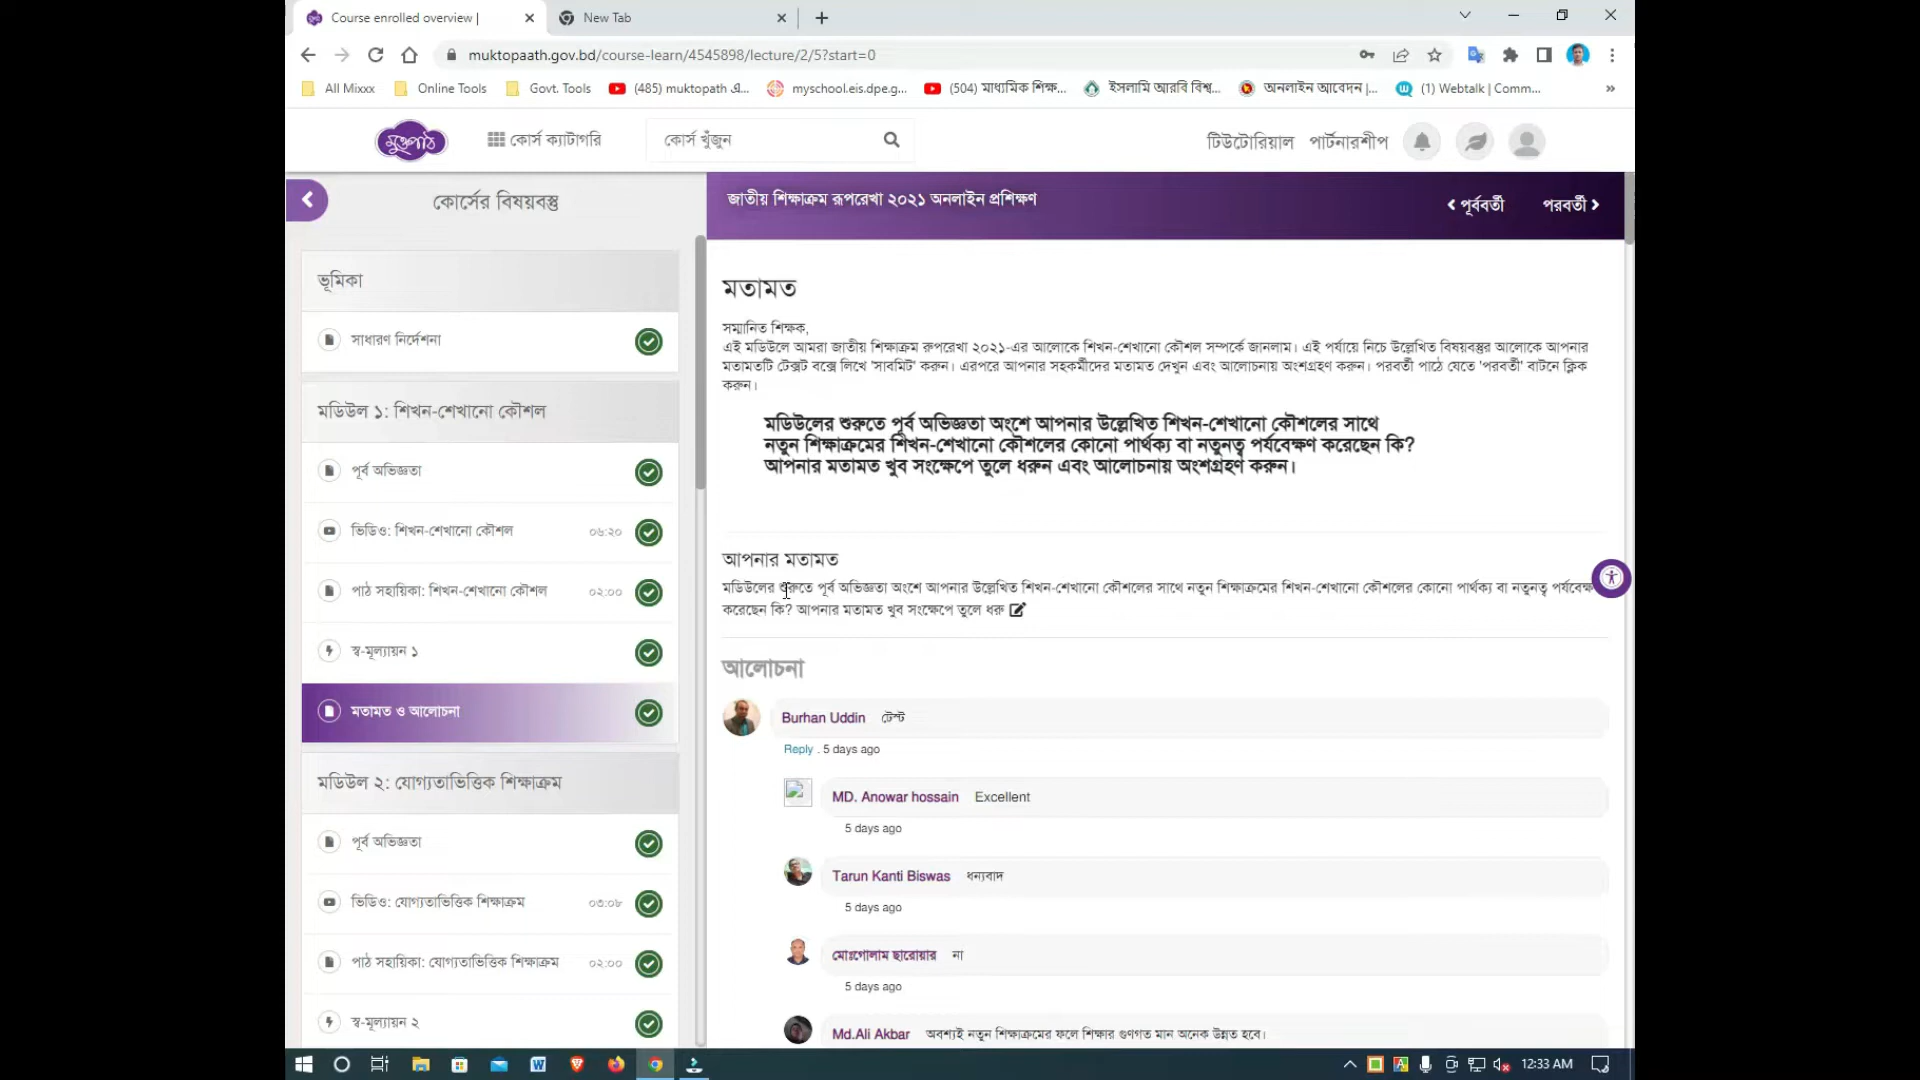 Course enrolled overview |
New Tab
muktopaath.gov.bd/course-learn/4545898/lecture/2/5?start=0
All Mixxx
Online Tools
Govt. Tools
(485) muktopath এ...
myschool.eis.dpe.g...
(504) মাধ্যমিক শিক্ষ...
ইসলামি আরবি বিশ্ব...
অনলাইন আবেদন |...
(1) Webtalk | Comm...
»
মুক্তপাঠ
কোর্স ক্যাটাগরি
কোর্স খুঁজুন
টিউটোরিয়াল
পার্টনারশীপ
কোর্সের বিষয়বস্তু
ভূমিকা
সাধারণ নির্দেশনা
মডিউল ১: শিখন-শেখানো কৌশল
পূর্ব অভিজ্ঞতা
ভিডিও: শিখন-শেখানো কৌশল ০৬:২০
পাঠ সহায়িকা: শিখন-শেখানো কৌশল ০২:০০
স্ব-মূল্যায়ন ১
মতামত ও আলোচনা
মডিউল ২: যোগ্যতাভিত্তিক শিক্ষাক্রম
পূর্ব অভিজ্ঞতা
ভিডিও: যোগ্যতাভিত্তিক শিক্ষাক্রম ০৩:০৮
পাঠ সহায়িকা: যোগ্যতাভিত্তিক শিক্ষাক্রম ০২:০০
স্ব-মূল্যায়ন ২
জাতীয় শিক্ষাক্রম রূপরেখা ২০২১ অনলাইন প্রশিক্ষণ
পূর্ববর্তী
পরবর্তী
মতামত
সম্মানিত শিক্ষক,
এই মডিউলে আমরা জাতীয় শিক্ষাক্রম রুপরেখা ২০২১-এর আলোকে শিখন-শেখানো কৌশল সম্পর্কে জানলাম। এই পর্যায়ে নিচে উল্লেখিত বিষয়বস্তুর আলোকে আপনার
মতামতটি টেক্সট বক্সে লিখে 'সাবমিট' করুন। এরপরে আপনার সহকর্মীদের মতামত দেখুন এবং আলোচনায় অংশগ্রহণ করুন। পরবর্তী পাঠে যেতে 'পরবর্তী' বাটনে ক্লিক
করুন।
মডিউলের শুরুতে পূর্ব অভিজ্ঞতা অংশে আপনার উল্লেখিত শিখন-শেখানো কৌশলের সাথে
নতুন শিক্ষাক্রমের শিখন-শেখানো কৌশলের কোনো পার্থক্য বা নতুনত্ব পর্যবেক্ষণ করেছেন কি?
আপনার মতামত খুব সংক্ষেপে তুলে ধরুন এবং আলোচনায় অংশগ্রহণ করুন।
আপনার মতামত
মডিউলের শুরুতে পূর্ব অভিজ্ঞতা অংশে আপনার উল্লেখিত শিখন-শেখানো কৌশলের সাথে নতুন শিক্ষাক্রমের শিখন-শেখানো কৌশলের কোনো পার্থক্য বা নতুনত্ব পর্যবেক্ষ
করেছেন কি? আপনার মতামত খুব সংক্ষেপে তুলে ধরু
আলোচনা
Burhan Uddin টেস্ট
Reply . 5 days ago
MD. Anowar hossain Excellent
5 days ago
Tarun Kanti Biswas ধন্যবাদ
5 days ago
মোঃগোলাম ছারোয়ার না
5 days ago
Md.Ali Akbar অবশ্যই নতুন শিক্ষাক্রমের ফলে শিক্ষার গুণগত মান অনেক উন্নত হবে।
12:33 AM